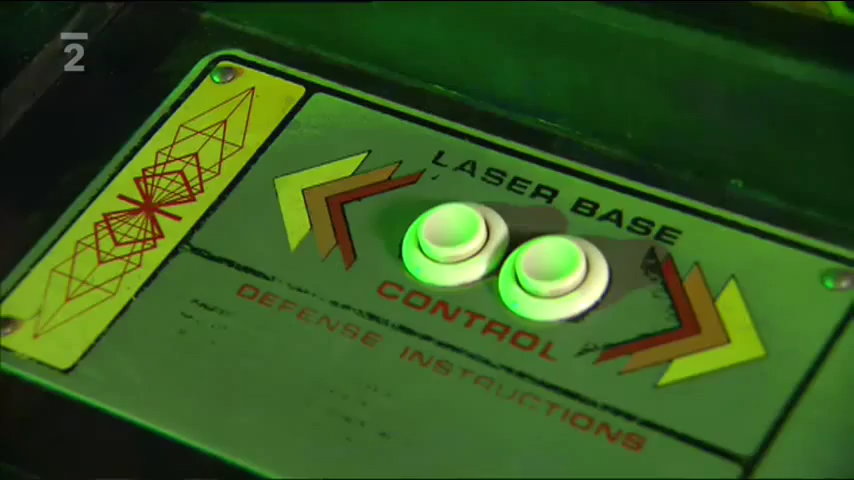 2
LASER BASE
CONTROL
DEFENSE INSTRUCTIONS